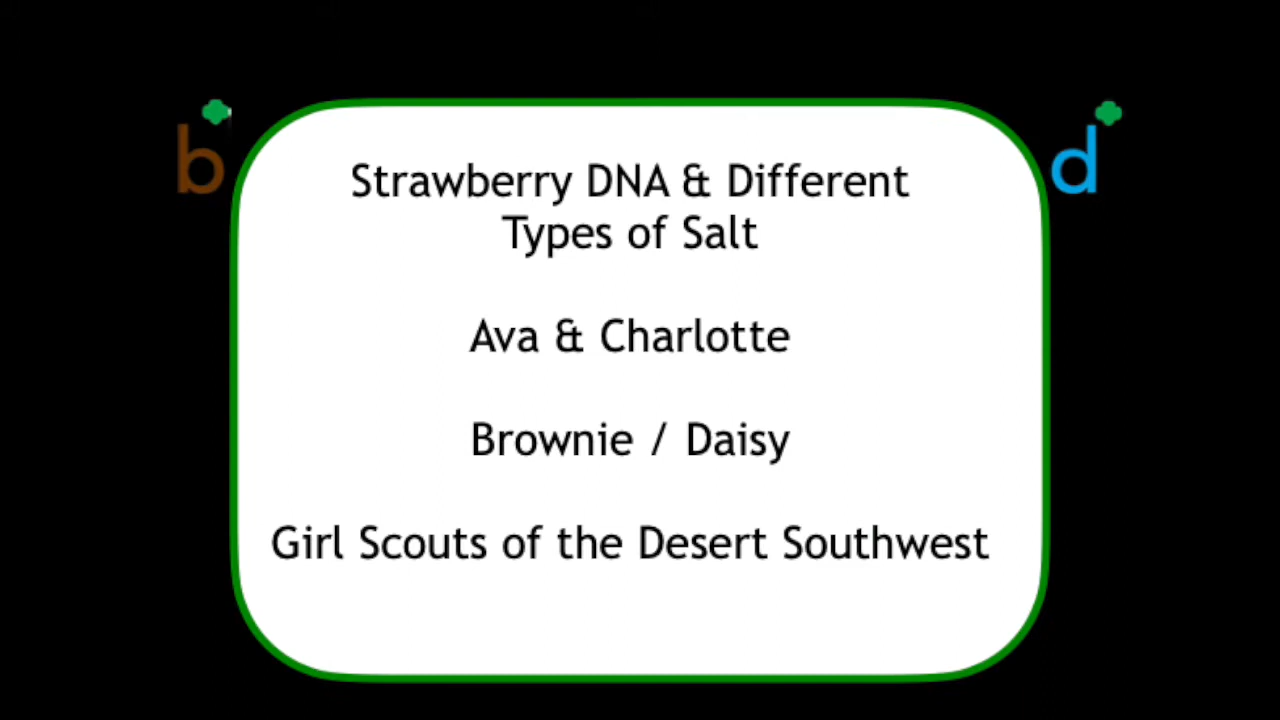 b
d
Strawberry DNA & Different
Types of Salt
Ava & Charlotte
Brownie / Daisy
Girl Scouts of the Desert Southwest